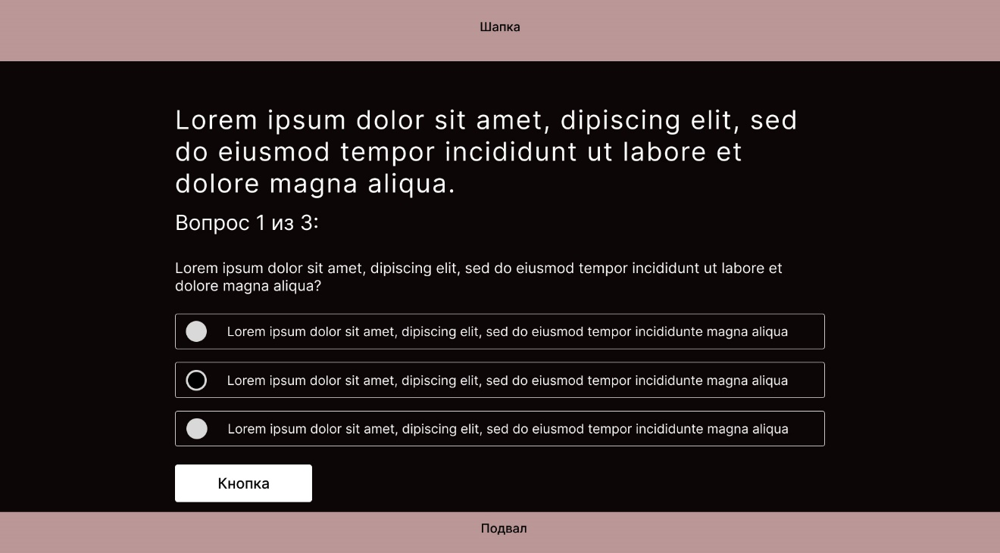 Шапка
Lorem ipsum dolor sit amet, dipiscing elit, sed
do eiusmod tempor incididunt ut labore et
dolore magna aliqua.
Вопрос 1 из 3:
Lorem ipsum dolor sit amet, dipiscing elit, sed do eiusmod tempor incididunt ut labore et
dolore magna aliqua?
Lorem ipsum dolor sit amet, dipiscing elit, sed do eiusmod tempor incididunte magna aliqua
Lorem ipsum dolor sit amet, dipiscing elit, sed do eiusmod tempor incididunte magna aliqua
Lorem ipsum dolor sit amet, dipiscing elit, sed do eiusmod tempor incididunte magna aliqua
Кнопка
Подвал